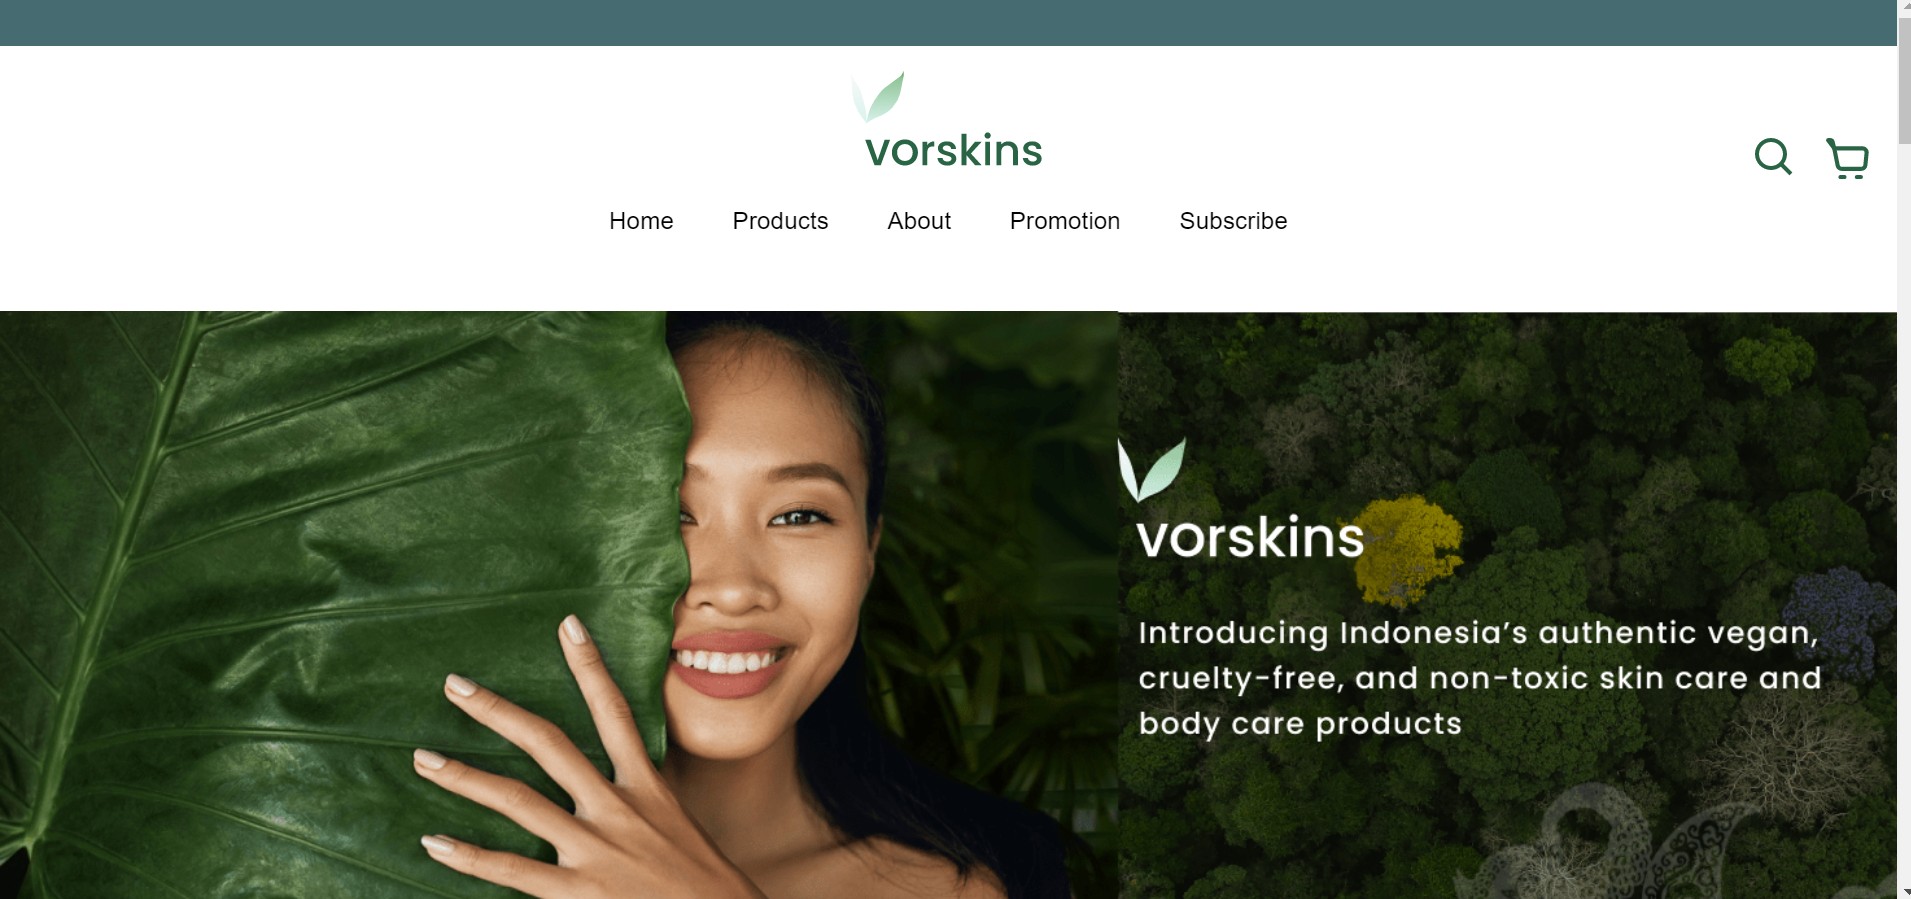 vorskins
Home Products About Promotion Subscribe
vorskins
Introducing Indonesia’s authentic vegan,
cruelty-free, and non-toxic skin care and
body care products